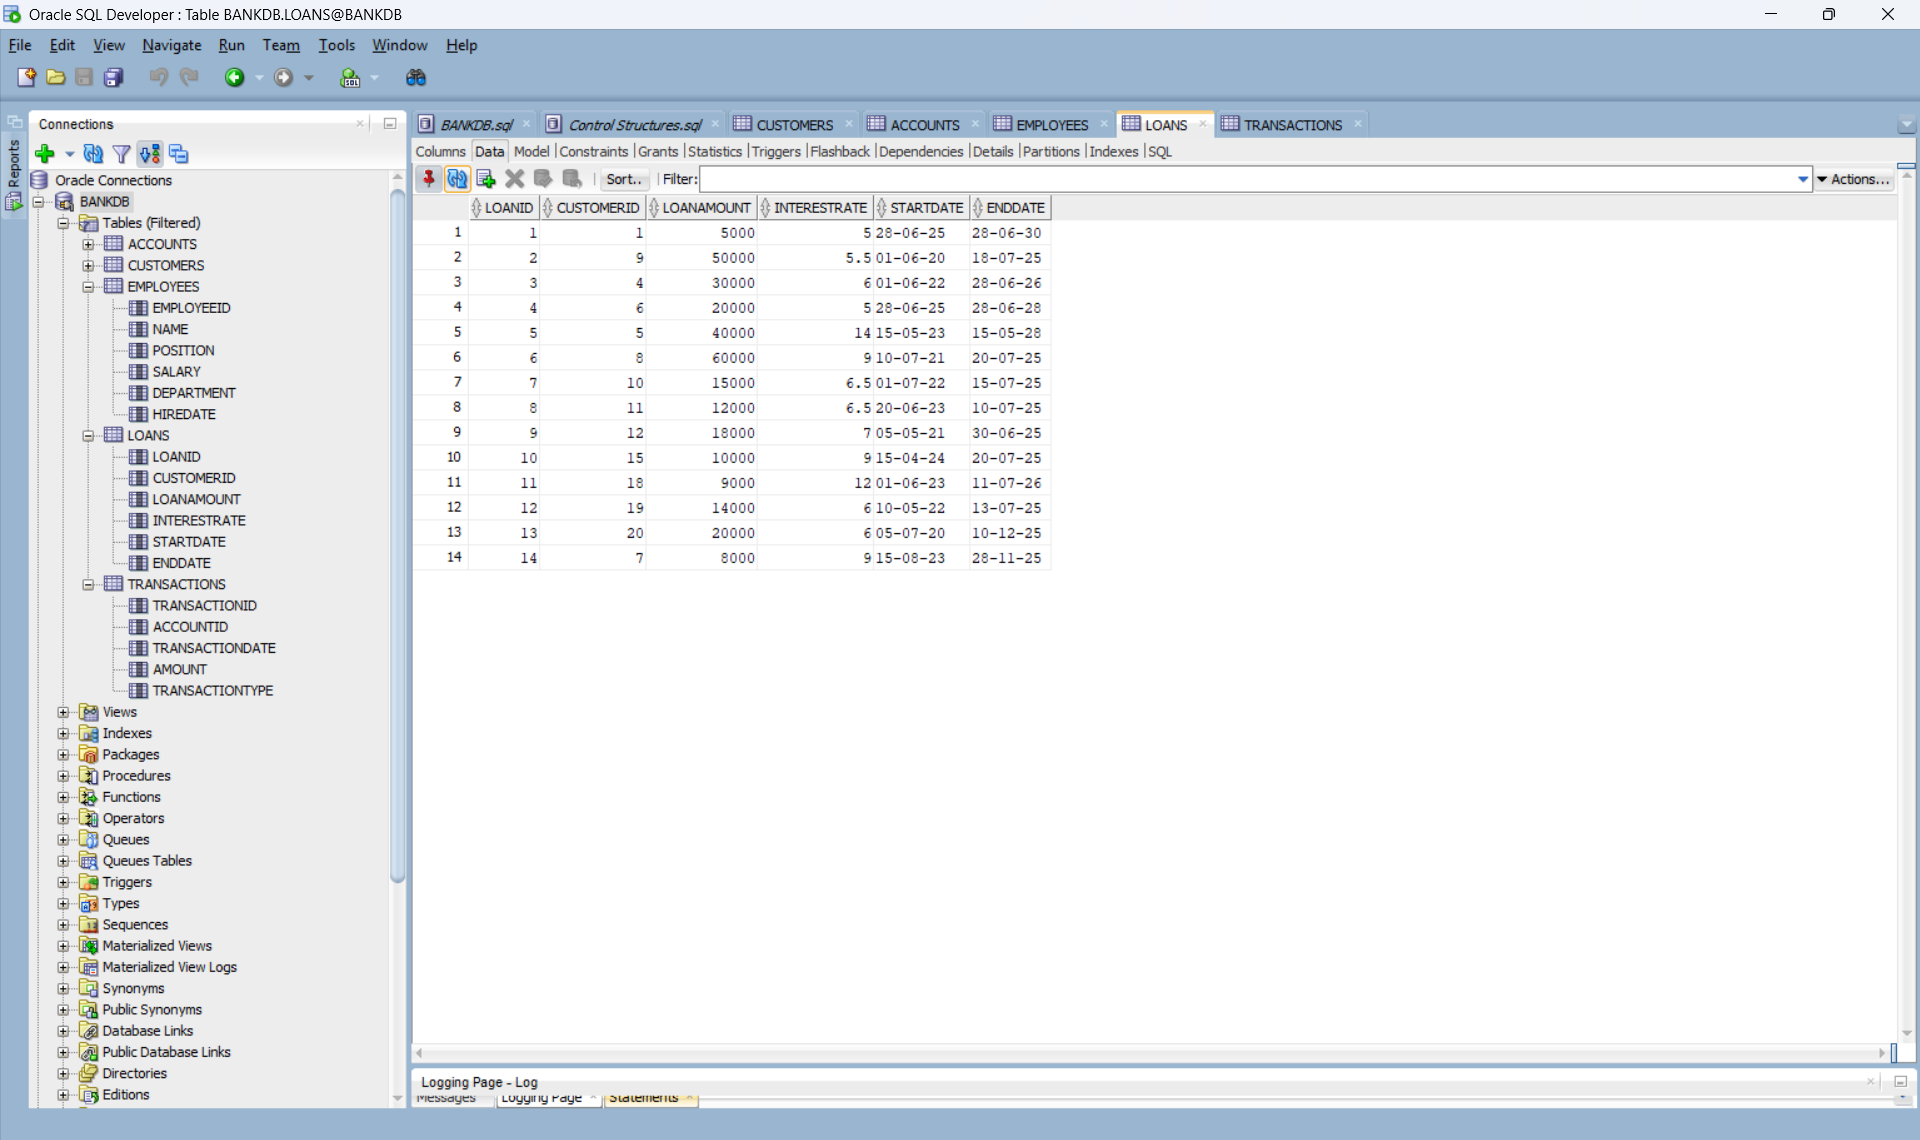 Oracle SQL Developer : Table BANKDB.LOANS@BANKDB
File Edit View Navigate Run Team Tools Window Help
Reports
Connections
Oracle Connections
BANKDB
Tables (Filtered)
ACCOUNTS
CUSTOMERS
EMPLOYEES
EMPLOYEEID
NAME
POSITION
SALARY
DEPARTMENT
HIREDATE
LOANS
LOANID
CUSTOMERID
LOANAMOUNT
INTERESTRATE
STARTDATE
ENDDATE
TRANSACTIONS
TRANSACTIONID
ACCOUNTID
TRANSACTIONDATE
AMOUNT
TRANSACTIONTYPE
Views
Indexes
Packages
Procedures
Functions
Operators
Queues
Queues Tables
Triggers
Types
Sequences
Materialized Views
Materialized View Logs
Synonyms
Public Synonyms
Database Links
Public Database Links
Directories
Editions
BANKDB.sql Control Structures.sql CUSTOMERS ACCOUNTS EMPLOYEES LOANS TRANSACTIONS
Columns Data Model Constraints Grants Statistics Triggers Flashback Dependencies Details Partitions Indexes SQL
Sort.. Filter: Actions...
LOANID CUSTOMERID LOANAMOUNT INTERESTRATE STARTDATE ENDDATE
1 1 1 5000 5 28-06-25 28-06-30
2 2 9 50000 5.5 01-06-20 18-07-25
3 3 4 30000 6 01-06-22 28-06-26
4 4 6 20000 5 28-06-25 28-06-28
5 5 5 40000 14 15-05-23 15-05-28
6 6 8 60000 9 10-07-21 20-07-25
7 7 10 15000 6.5 01-07-22 15-07-25
8 8 11 12000 6.5 20-06-23 10-07-25
9 9 12 18000 7 05-05-21 30-06-25
10 10 15 10000 9 15-04-24 20-07-25
11 11 18 9000 12 01-06-23 11-07-26
12 12 19 14000 6 10-05-22 13-07-25
13 13 20 20000 6 05-07-20 10-12-25
14 14 7 8000 9 15-08-23 28-11-25
Logging Page - Log
Messages Logging Page Statements